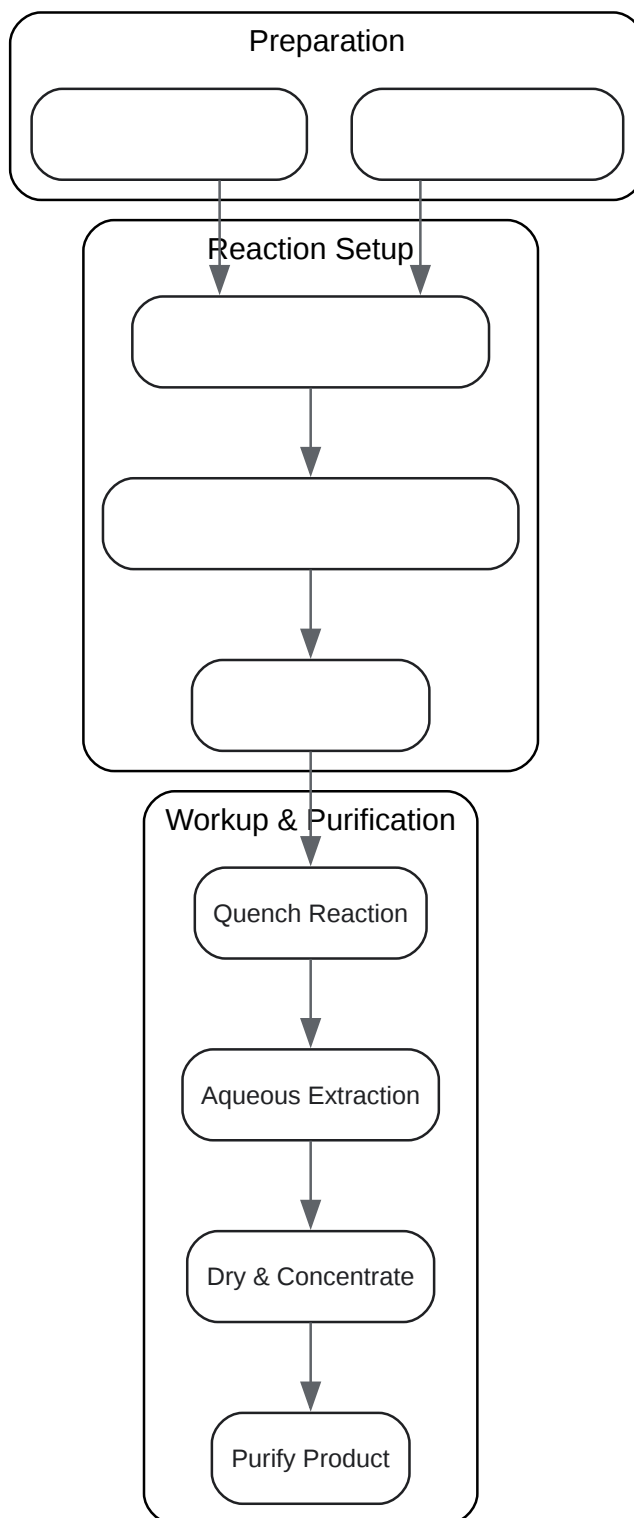 Preparation
Reaction Setup
Workup & Purification
Quench Reaction
Aqueous Extraction
Dry & Concentrate
Purify Product